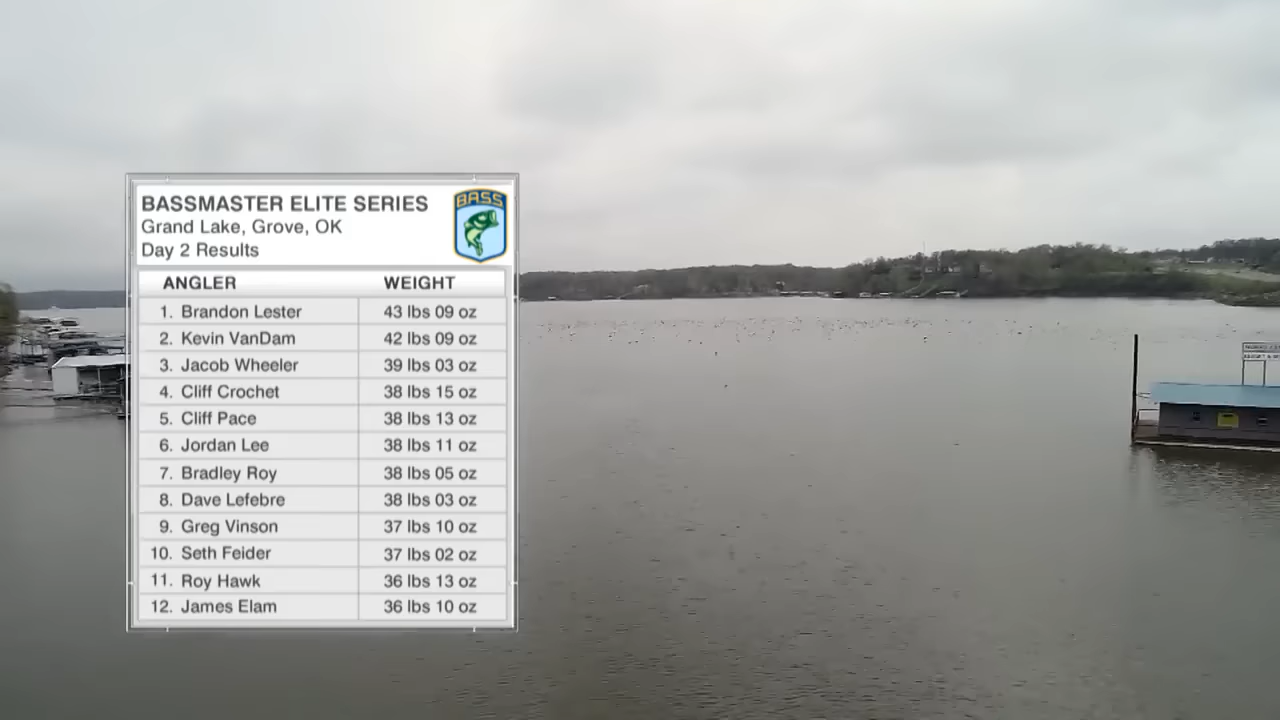 BASSMASTER ELITE SERIES
Grand Lake, Grove, OK
Day 2 Results
BASS
ANGLER WEIGHT
1. Brandon Lester 43 lbs 09 oz
2. Kevin VanDam 42 lbs 09 oz
3. Jacob Wheeler 39 lbs 03 oz
4. Cliff Crochet 38 lbs 15 oz
5. Cliff Pace 38 lbs 13 oz
6. Jordan Lee 38 lbs 11 oz
7. Bradley Roy 38 lbs 05 oz
8. Dave Lefebre 38 lbs 03 oz
9. Greg Vinson 37 lbs 10 oz
10. Seth Feider 37 lbs 02 oz
11. Roy Hawk 36 lbs 13 oz
12. James Elam 36 lbs 10 oz